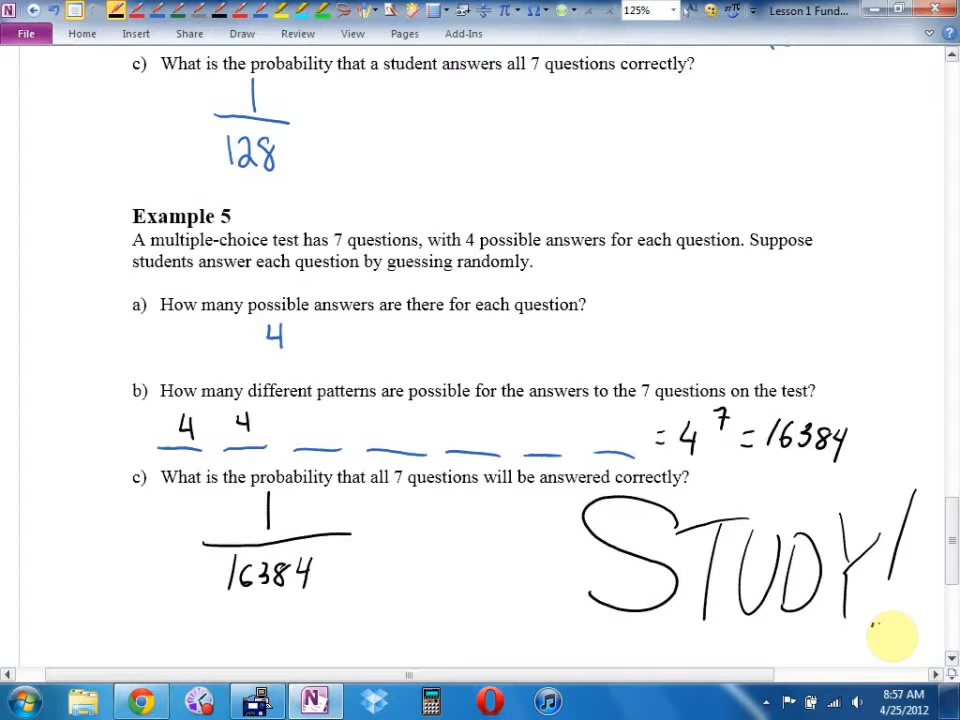 125%
Lesson 1 Fund...
File Home Insert Share Draw Review View Pages Add-Ins
c) What is the probability that a student answers all 7 questions correctly?
1
128
Example 5
A multiple-choice test has 7 questions, with 4 possible answers for each question. Suppose
students answer each question by guessing randomly.
a) How many possible answers are there for each question?
4
b) How many different patterns are possible for the answers to the 7 questions on the test?
4 4 = 4^7 = 16384
c) What is the probability that all 7 questions will be answered correctly?
1
16384
STUDY!
8:57 AM
4/25/2012